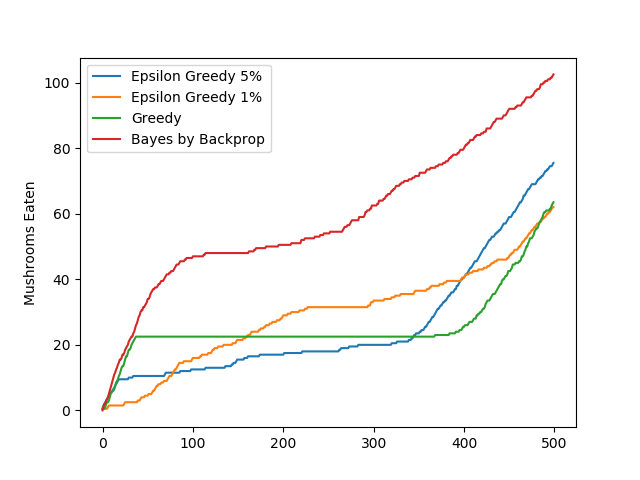 Epsilon Greedy 5%
Epsilon Greedy 1%
Greedy
Bayes by Backprop
Mushrooms Eaten
100
80
60
40
20
0
0 100 200 300 400 500